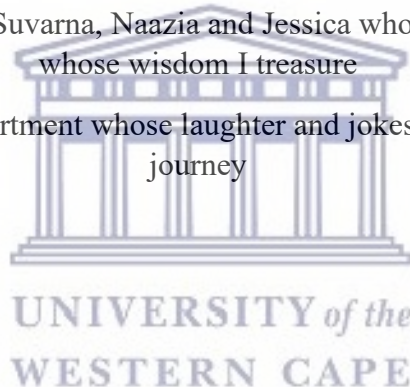 Suvarna, Naazia and Jessica who
whose wisdom I treasure
rtment whose laughter and jokes
journey
UNIVERSITY of the
WESTERN CAPE